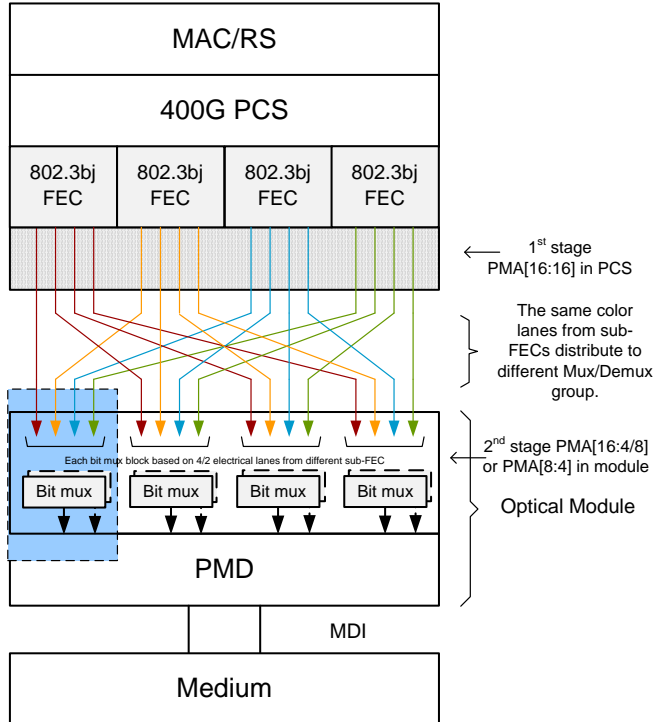 MAC/RS
400G PCS
802.3bj
FEC
802.3bj
FEC
802.3bj
FEC
802.3bj
FEC
1st stage
PMA[16:16] in PCS
The same color
lanes from sub-
FECs distribute to
different Mux/Demux
group.
Each bit mux block based on 4/2 electrical lanes from different sub-FEC
2nd stage PMA[16:4/8]
or PMA[8:4] in module
Bit mux
Bit mux
Bit mux
Bit mux
Optical Module
PMD
MDI
Medium